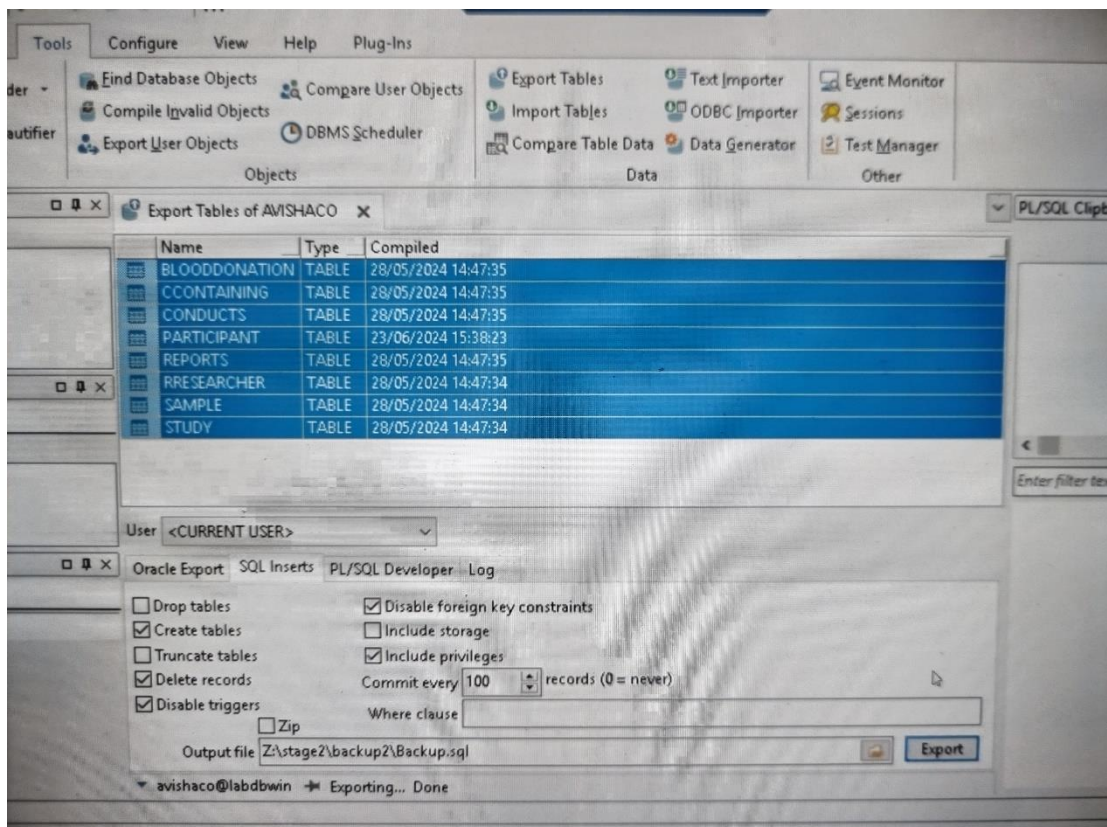 Tools Configure View Help Plug-Ins
der Find Database Objects Compare User Objects Export Tables Text Importer Event Monitor
Compile Invalid Objects Import Tables ODBC Importer Sessions
autifier Export User Objects DBMS Scheduler Compare Table Data Data Generator Test Manager
Objects Data Other
Export Tables of AVISHACO PL/SQL Clipb
Name Type Compiled
BLOODDONATION TABLE 28/05/2024 14:47:35
CCONTAINING TABLE 28/05/2024 14:47:35
CONDUCTS TABLE 28/05/2024 14:47:35
PARTICIPANT TABLE 23/06/2024 15:38:23
REPORTS TABLE 28/05/2024 14:47:35
RRESEARCHER TABLE 28/05/2024 14:47:34
SAMPLE TABLE 28/05/2024 14:47:34
STUDY TABLE 28/05/2024 14:47:34
Enter filter tex
User <CURRENT USER>
Oracle Export SQL Inserts PL/SQL Developer Log
Drop tables Disable foreign key constraints
Create tables Include storage
Truncate tables Include privileges
Delete records Commit every 100 records (0 = never)
Disable triggers Where clause
Zip
Output file Z:\stage2\backup2\Backup.sql Export
avishaco@labdbwin Exporting... Done